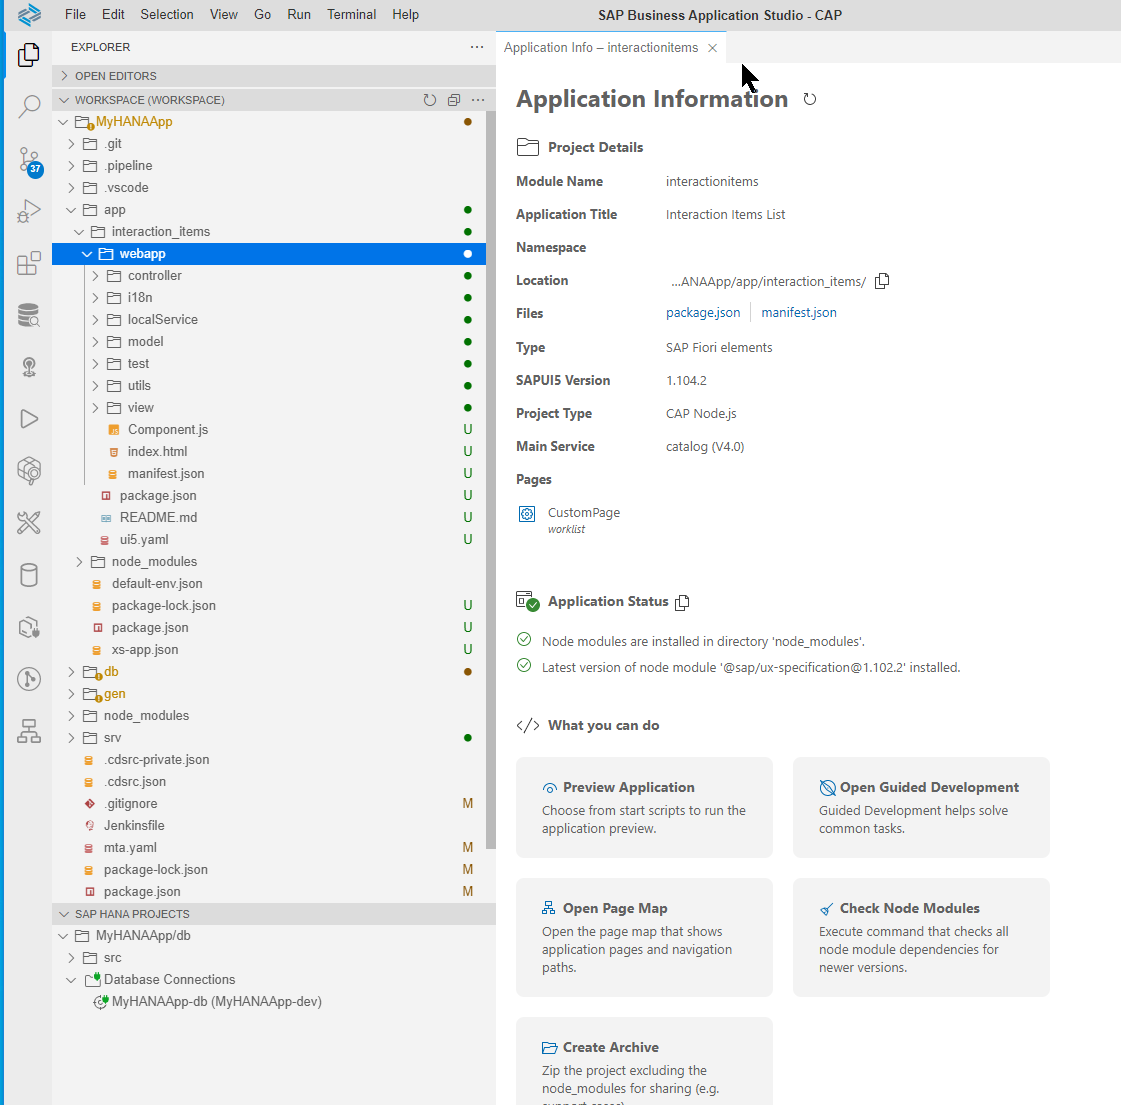 File Edit Selection View Go Run Terminal Help SAP Business Application Studio - CAP
EXPLORER
OPEN EDITORS
WORKSPACE (WORKSPACE)
MyHANAApp
.git
.pipeline
.vscode
app
interaction_items
webapp
controller
i18n
localService
model
test
utils
view
Component.js U
index.html U
manifest.json U
package.json U
README.md U
ui5.yaml U
node_modules
default-env.json
package-lock.json U
package.json U
xs-app.json U
db
gen
node_modules
srv
.cdsrc-private.json
.cdsrc.json
.gitignore M
Jenkinsfile
mta.yaml M
package-lock.json M
package.json M
SAP HANA PROJECTS
MyHANAApp/db
src
Database Connections
MyHANAApp-db (MyHANAApp-dev)
37
Application Info – interactionitems
Application Information
Project Details
Module Name interactionitems
Application Title Interaction Items List
Namespace
Location ...ANAApp/app/interaction_items/
Files package.json manifest.json
Type SAP Fiori elements
SAPUI5 Version 1.104.2
Project Type CAP Node.js
Main Service catalog (V4.0)
Pages
CustomPage
worklist
Application Status
Node modules are installed in directory 'node_modules'.
Latest version of node module '@sap/ux-specification@1.102.2' installed.
What you can do
Preview Application
Choose from start scripts to run the
application preview.
Open Guided Development
Guided Development helps solve
common tasks.
Open Page Map
Open the page map that shows
application pages and navigation
paths.
Check Node Modules
Execute command that checks all
node module dependencies for
newer versions.
Create Archive
Zip the project excluding the
node_modules for sharing (e.g.